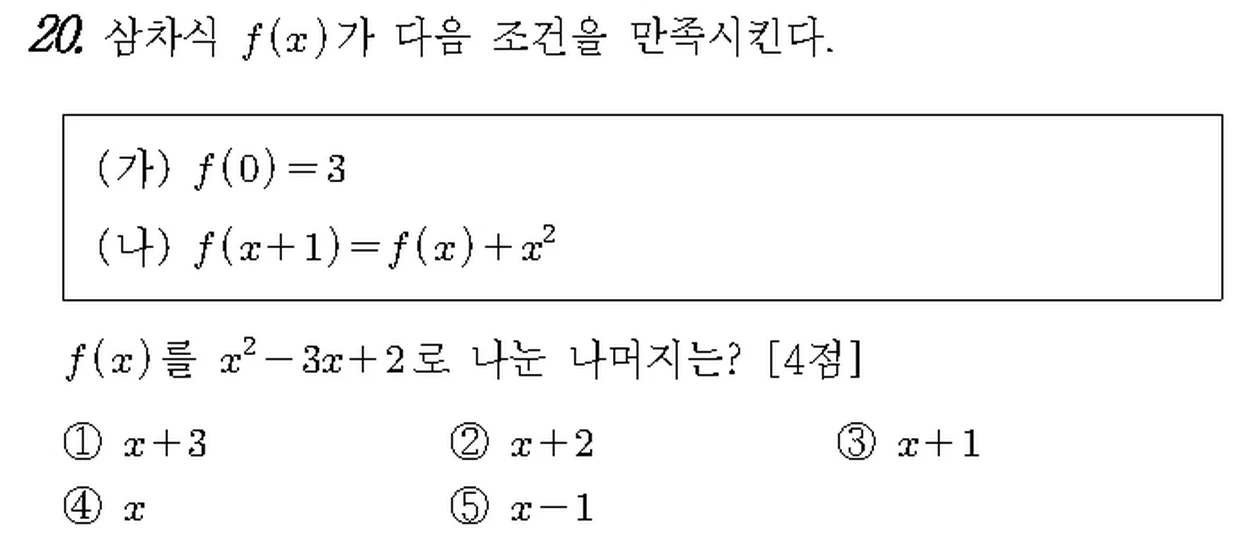 20. 삼차식 f(x)가 다음 조건을 만족시킨다.
(가) f(0)=3
(나) f(x+1)=f(x)+x²
f(x)를 x²-3x+2로 나눈 나머지는? [4점]
① x+3 ② x+2 ③ x+1
④ x ⑤ x-1